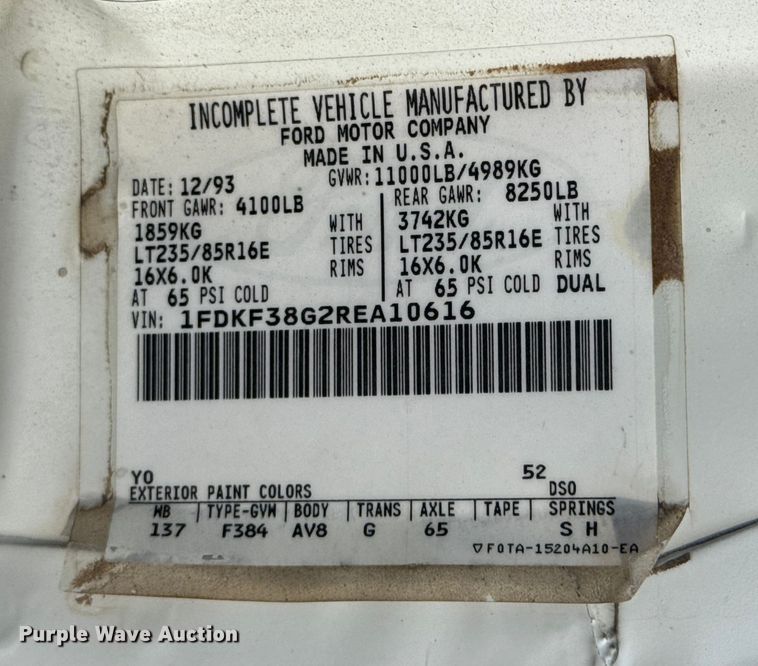 INCOMPLETE VEHICLE MANUFACTURED BY
FORD MOTOR COMPANY
MADE IN U.S.A.
DATE: 12/93 GVWR: 11000LB/4989KG
FRONT GAWR: 4100LB REAR GAWR: 8250LB
1859KG WITH 3742KG WITH
LT235/85R16E TIRES LT235/85R16E TIRES
16X6.0K RIMS 16X6.0K RIMS
AT 65 PSI COLD AT 65 PSI COLD DUAL
VIN: 1FDKF38G2REA10616
YO 52
EXTERIOR PAINT COLORS DSO
WB TYPE-GVW BODY TRANS AXLE TAPE SPRINGS
137 F384 AV8 G 65 S H
▽F0TA-15204A10-EA
Purple Wave Auction